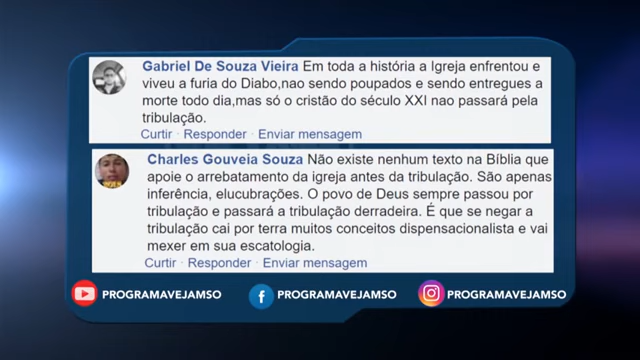 Gabriel De Souza Vieira Em toda a história a Igreja enfrentou e
viveu a furia do Diabo,nao sendo poupados e sendo entregues a
morte todo dia,mas só o cristão do século XXI nao passará pela
tribulação.
Curtir · Responder · Enviar mensagem
Charles Gouveia Souza Não existe nenhum texto na Bíblia que
apoie o arrebatamento da igreja antes da tribulação. São apenas
inferência, elucubrações. O povo de Deus sempre passou por
tribulação e passará a tribulação derradeira. É que se negar a
tribulação cai por terra muitos conceitos dispensacionalista e vai
mexer em sua escatologia.
Curtir · Responder · Enviar mensagem
PROGRAMAVEJAMSO PROGRAMAVEJAMSO PROGRAMAVEJAMSO